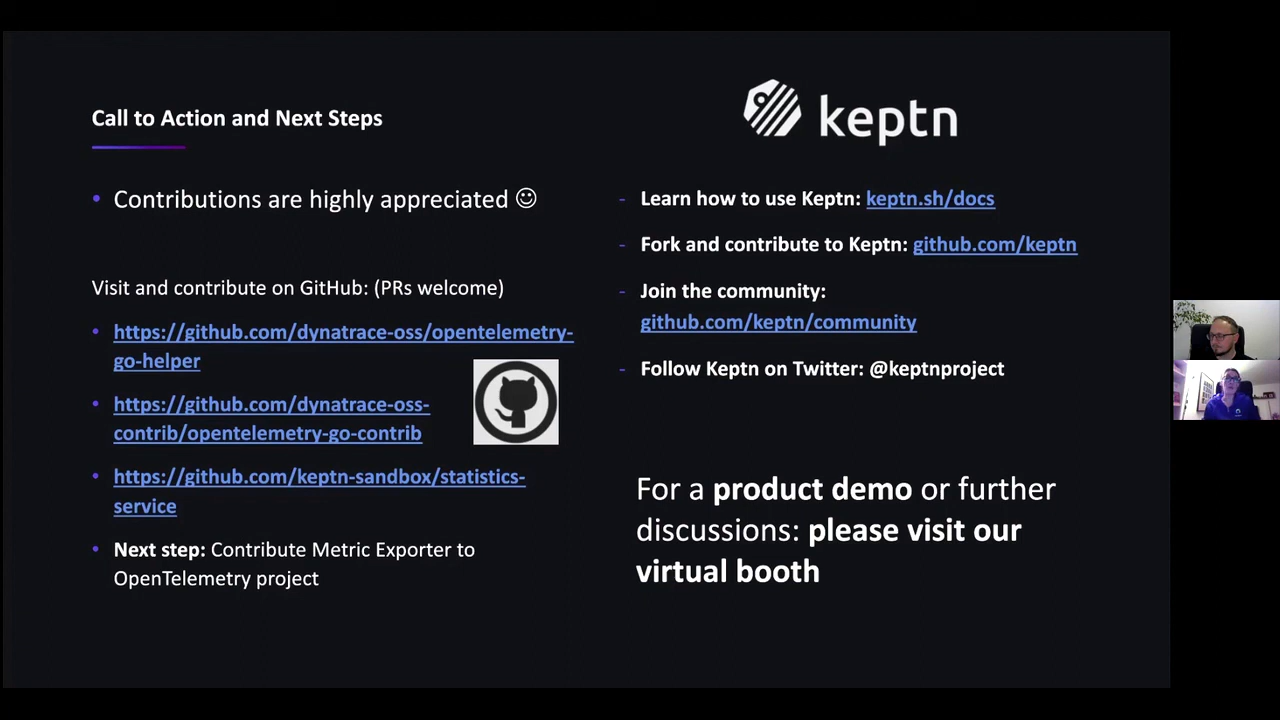 Call to Action and Next Steps
• Contributions are highly appreciated ☺
Visit and contribute on GitHub: (PRs welcome)
• https://github.com/dynatrace-oss/opentelemetry-
go-helper
• https://github.com/dynatrace-oss-
contrib/opentelemetry-go-contrib
• https://github.com/keptn-sandbox/statistics-
service
• Next step: Contribute Metric Exporter to
OpenTelemetry project
keptn
- Learn how to use Keptn: keptn.sh/docs
- Fork and contribute to Keptn: github.com/keptn
- Join the community:
github.com/keptn/community
- Follow Keptn on Twitter: @keptnproject
For a product demo or further
discussions: please visit our
virtual booth